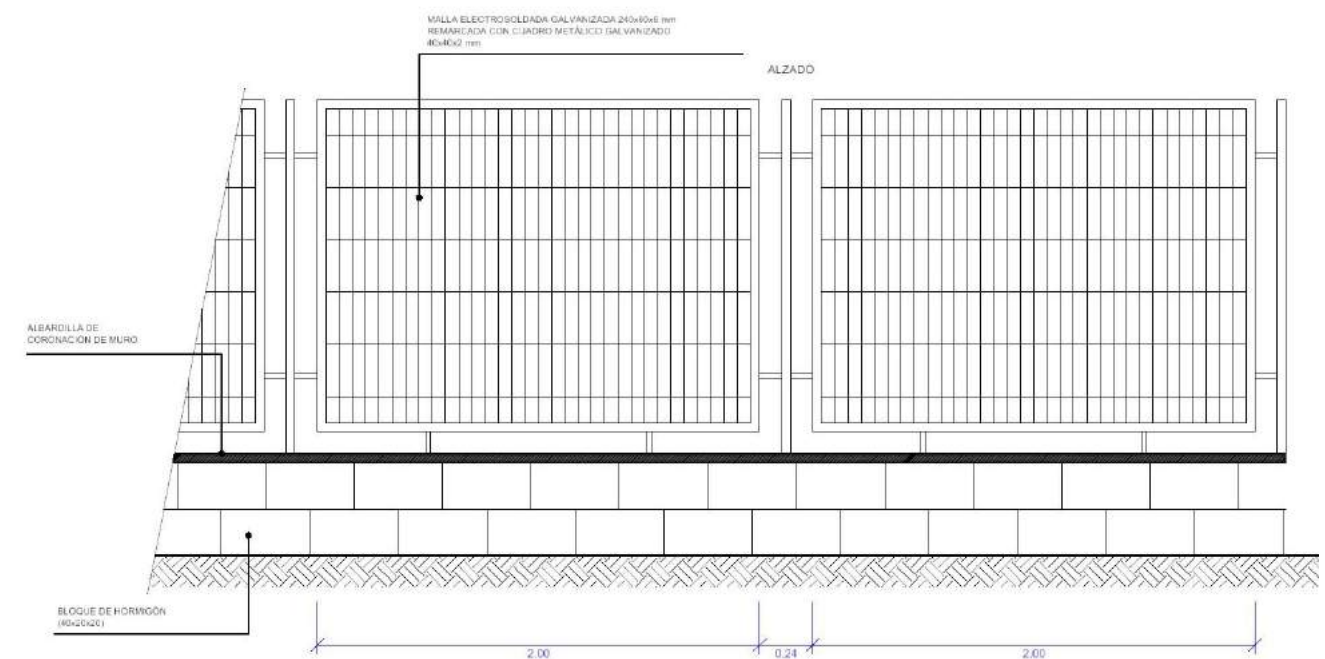 MALLA ELECTROSOLDADA GALVANIZADA 240x60x6 mm
REMARCADA CON CUADRO METÁLICO GALVANIZADO
40x40x2 mm
ALZADO
ALBARDILLA DE
CORONACION DE MURO
BLOQUE DE HORMIGÓN
(40x20x20)
2.00
0.24
2.00